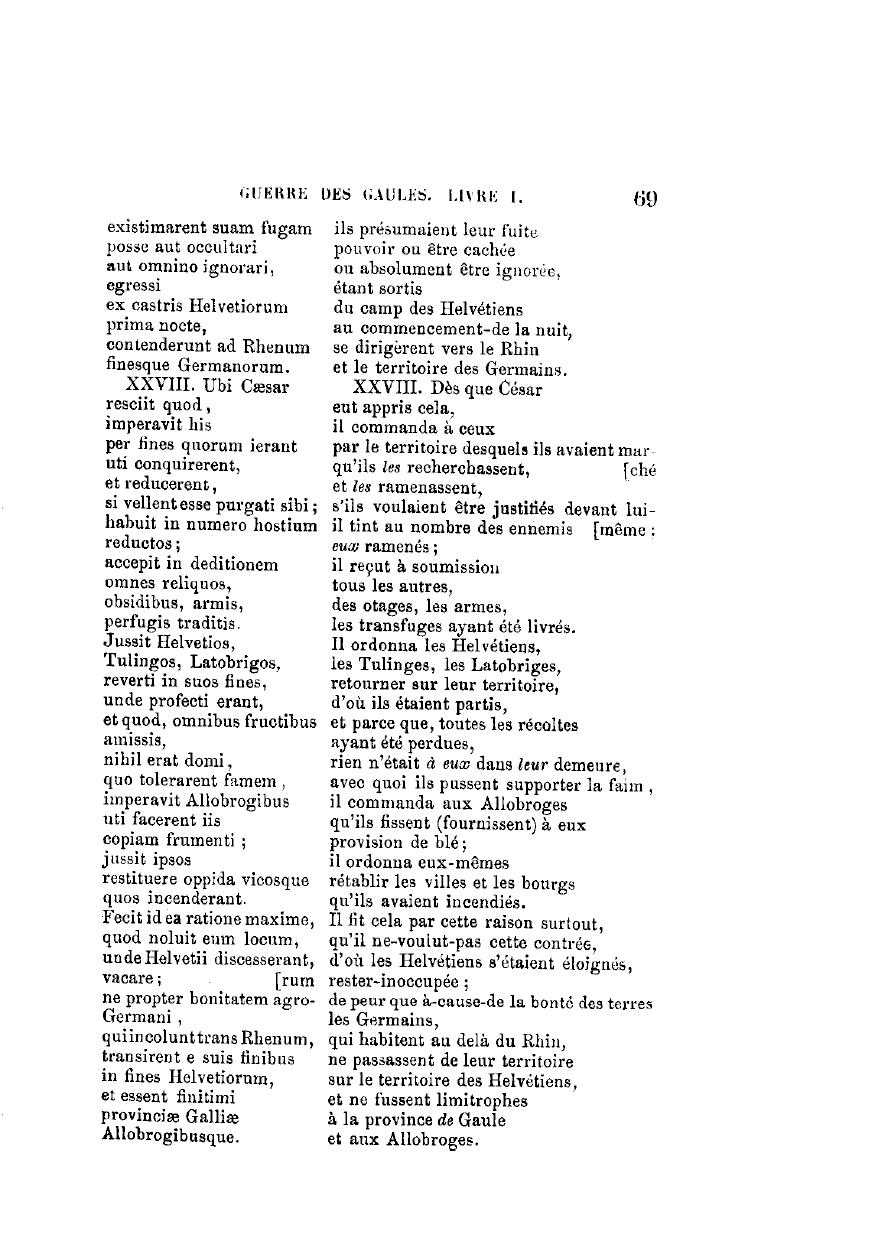 GUERRE DES GAULES. LIVRE I. 69
existimarent suam fugam
posse aut occultari
aut omnino ignorari,
egressi
ex castris Helvetiorum
prima nocte,
contenderunt ad Rhenum
finesque Germanorum.
XXVIII. Ubi Cæsar
resciit quod,
imperavit his
per fines quorum ierant
uti conquirerent,
et reducerent,
si vellent esse purgati sibi;
habuit in numero hostium
reductos;
accepit in deditionem
omnes reliquos,
obsidibus, armis,
perfugis traditis.
Jussit Helvetios,
Tulingos, Latobrigos,
reverti in suos fines,
unde profecti erant,
et quod, omnibus fructibus
amissis,
nihil erat domi,
quo tolerarent famem,
imperavit Allobrogibus
uti facerent iis
copiam frumenti;
jussit ipsos
restituere oppida vicosque
quos incenderant.
Fecit id ea ratione maxime,
quod noluit eum locum,
unde Helvetii discesserant,
vacare; [rum
ne propter bonitatem agro-
Germani,
qui incolunt trans Rhenum,
transirent e suis finibus
in fines Helvetiorum,
et essent finitimi
provinciæ Galliæ
Allobrogibusque.
ils présumaient leur fuite
pouvoir ou être cachée
ou absolument être ignorée,
étant sortis
du camp des Helvétiens
au commencement-de la nuit,
se dirigèrent vers le Rhin
et le territoire des Germains.
XXVIII. Dès que César
eut appris cela,
il commanda à ceux
par le territoire desquels ils avaient mar-
qu'ils les recherchassent, [ché
et les ramenassent,
s'ils voulaient être justifiés devant lui-
il tint au nombre des ennemis [même:
eux ramenés;
il reçut à soumission
tous les autres,
des otages, les armes,
les transfuges ayant été livrés.
Il ordonna les Helvétiens,
les Tulinges, les Latobriges,
retourner sur leur territoire,
d'où ils étaient partis,
et parce que, toutes les récoltes
ayant été perdues,
rien n'était à eux dans leur demeure,
avec quoi ils pussent supporter la faim,
il commanda aux Allobroges
qu'ils fissent (fournissent) à eux
provision de blé;
il ordonna eux-mêmes
rétablir les villes et les bourgs
qu'ils avaient incendiés.
Il fit cela par cette raison surtout,
qu'il ne-voulut-pas cette contrée,
d'où les Helvétiens s'étaient éloignés,
rester-inoccupée;
de peur que à-cause-de la bonté des terres
les Germains,
qui habitent au delà du Rhin,
ne passassent de leur territoire
sur le territoire des Helvétiens,
et ne fussent limitrophes
à la province de Gaule
et aux Allobroges.